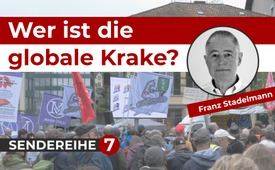 Wer ist die
globale Krake?
Franz Stadelmann
SENDEREIHE 7